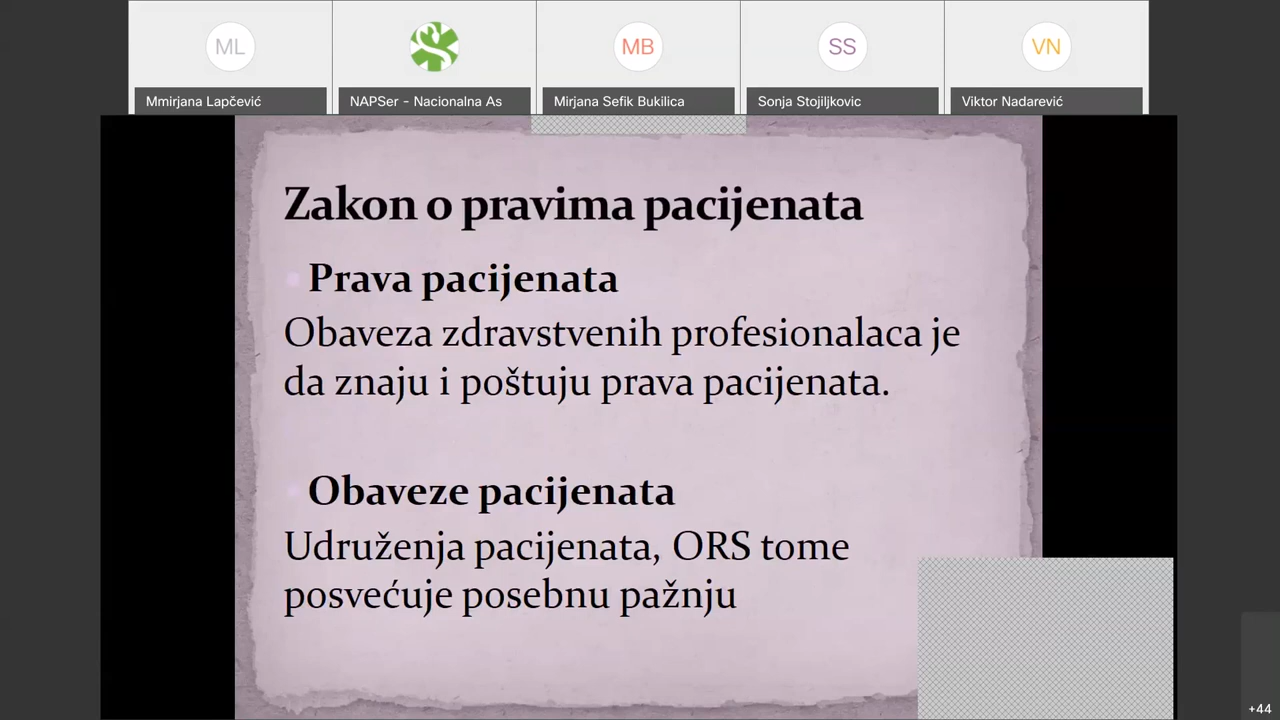 ML
MB
SS
VN
Mmirjana Lapčević
NAPSer - Nacionalna As
Mirjana Sefik Bukilica
Sonja Stojiljkovic
Viktor Nadarević
Zakon o pravima pacijenata
Prava pacijenata
Obaveza zdravstvenih profesionalaca je
da znaju i poštuju prava pacijenata.
Obaveze pacijenata
Udruženja pacijenata, ORS tome
posvećuje posebnu pažnju
+44